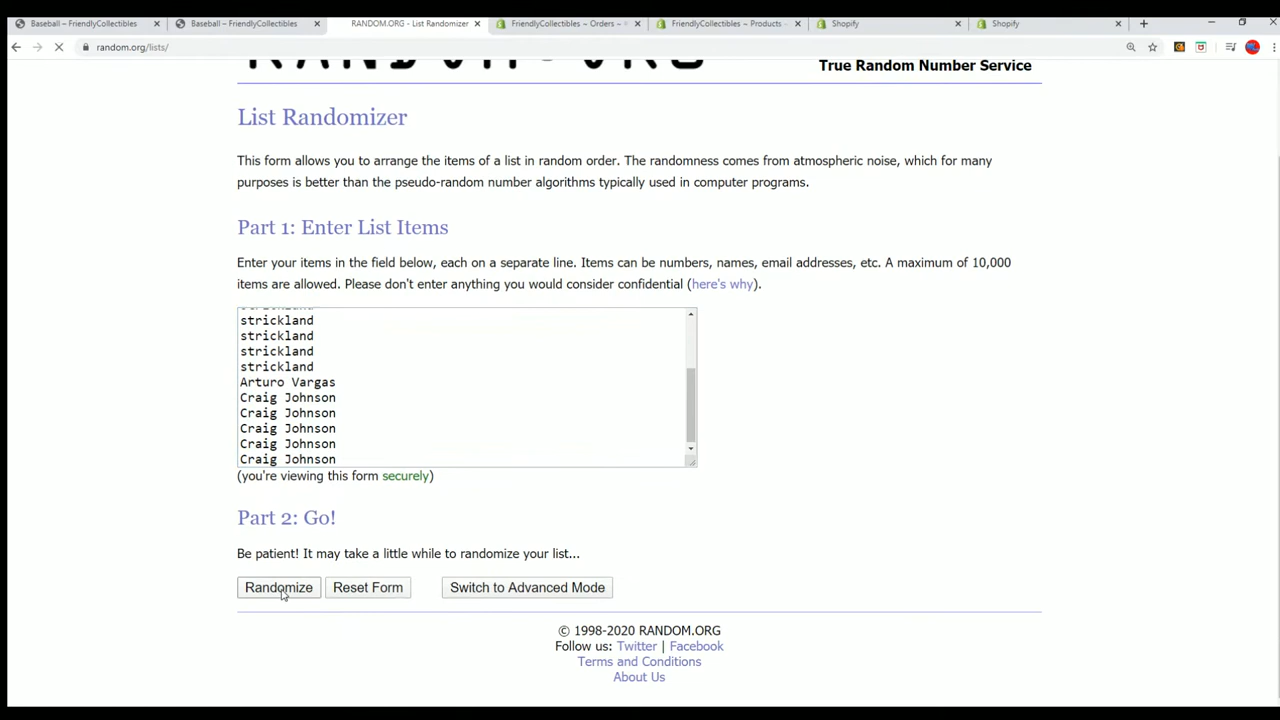 Baseball – FriendlyCollectibles
Baseball – FriendlyCollectibles
RANDOM.ORG - List Randomizer
FriendlyCollectibles ~ Orders ~
FriendlyCollectibles ~ Products ~
Shopify
Shopify
random.org/lists/
RANDOM.ORG
True Random Number Service
List Randomizer
This form allows you to arrange the items of a list in random order. The randomness comes from atmospheric noise, which for many
purposes is better than the pseudo-random number algorithms typically used in computer programs.
Part 1: Enter List Items
Enter your items in the field below, each on a separate line. Items can be numbers, names, email addresses, etc. A maximum of 10,000
items are allowed. Please don't enter anything you would consider confidential (here's why).
strickland
strickland
strickland
strickland
strickland
Arturo Vargas
Craig Johnson
Craig Johnson
Craig Johnson
Craig Johnson
Craig Johnson
(you're viewing this form securely)
Part 2: Go!
Be patient! It may take a little while to randomize your list...
Randomize Reset Form Switch to Advanced Mode
© 1998-2020 RANDOM.ORG
Follow us: Twitter | Facebook
Terms and Conditions
About Us